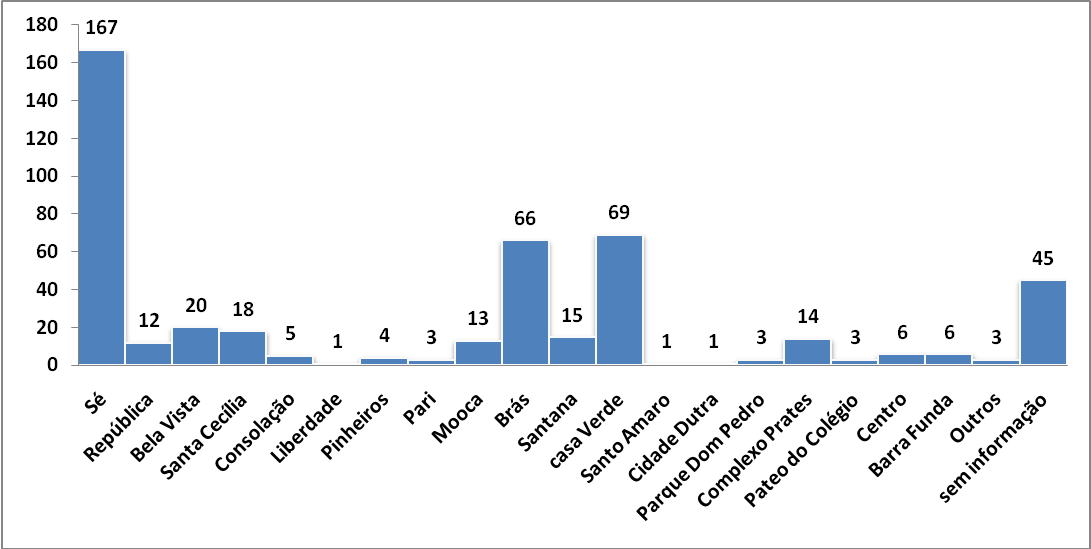 180
160
140
120
100
80
60
40
20
0
167
12
20
18
5
1
4
3
13
66
15
69
1
1
3
14
3
6
6
3
45
Sé
República
Bela Vista
Santa Cecília
Consolação
Liberdade
Pinheiros
Pari
Mooca
Brás
Santana
casa Verde
Santo Amaro
Cidade Dutra
Parque Dom Pedro
Complexo Prates
Pateo do Colégio
Centro
Barra Funda
Outros
sem informação